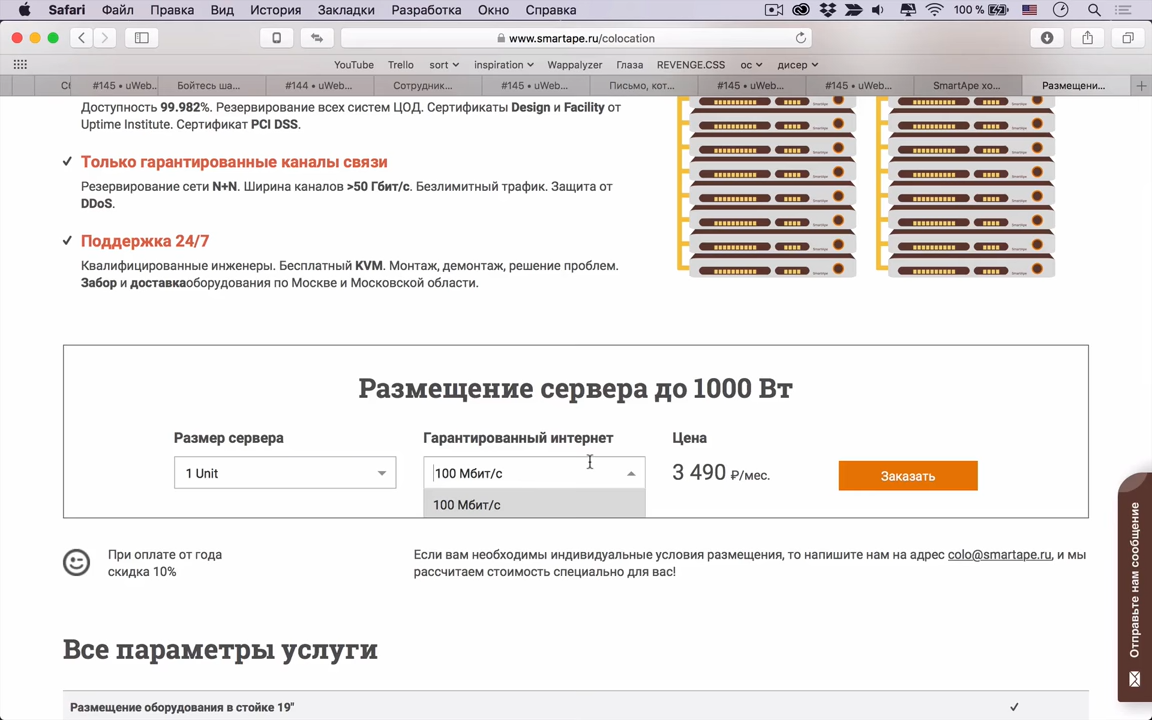 Safari Файл Правка Вид История Закладки Разработка Окно Справка 100 %
www.smartape.ru/colocation
YouTube Trello sort inspiration Wappalyzer Глаза REVENGE.CSS ос дисер
#145 • uWeb... Бойтесь ша... #144 • uWeb... Сотрудник... #145 • uWeb... Письмо, кот... #145 • uWeb... #145 • uWeb... SmartApe хо... Размещени...
Доступность 99.982%. Резервирование всех систем ЦОД. Сертификаты Design и Facility от
Uptime Institute. Сертификат PCI DSS.
Только гарантированные каналы связи
Резервирование сети N+N. Ширина каналов >50 Гбит/с. Безлимитный трафик. Защита от
DDoS.
Поддержка 24/7
Квалифицированные инженеры. Бесплатный KVM. Монтаж, демонтаж, решение проблем.
Забор и доставкаоборудования по Москве и Московской области.
Размещение сервера до 1000 Вт
Размер сервера Гарантированный интернет Цена
1 Unit 100 Мбит/с 3 490 ₽/мес. Заказать
100 Мбит/с
При оплате от года
скидка 10%
Если вам необходимы индивидуальные условия размещения, то напишите нам на адрес colo@smartape.ru, и мы
рассчитаем стоимость специально для вас!
Все параметры услуги
Размещение оборудования в стойке 19"
Отправьте нам сообщение